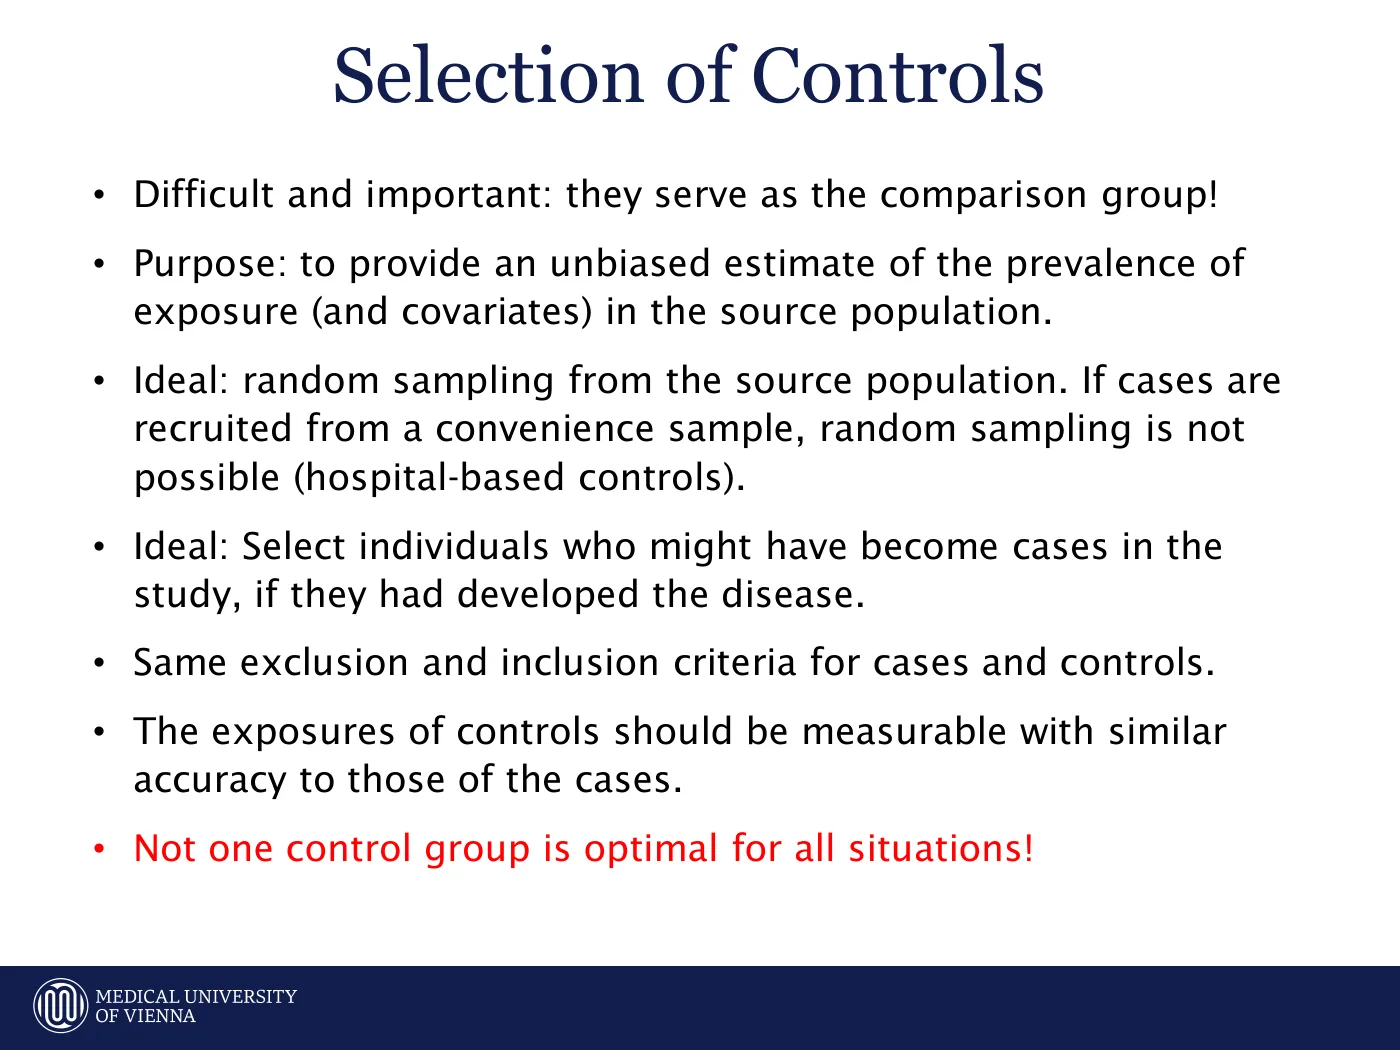 Selection of Controls
• Difficult and important: they serve as the comparison group!
• Purpose: to provide an unbiased estimate of the prevalence of
exposure (and covariates) in the source population.
• Ideal: random sampling from the source population. If cases are
recruited from a convenience sample, random sampling is not
possible (hospital-based controls).
• Ideal: Select individuals who might have become cases in the
study, if they had developed the disease.
• Same exclusion and inclusion criteria for cases and controls.
• The exposures of controls should be measurable with similar
accuracy to those of the cases.
• Not one control group is optimal for all situations!
MEDICAL UNIVERSITY
OF VIENNA